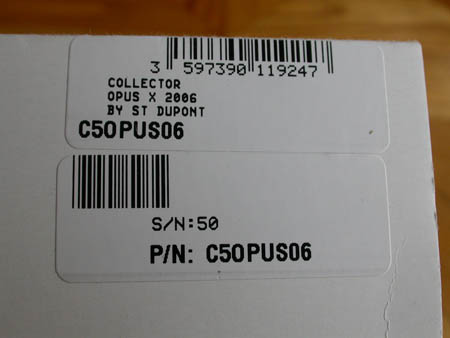 3 597390 119247
COLLECTOR
OPUS X 2006
BY ST DUPONT
C5OPUS06
S/N:50
P/N: C5OPUS06